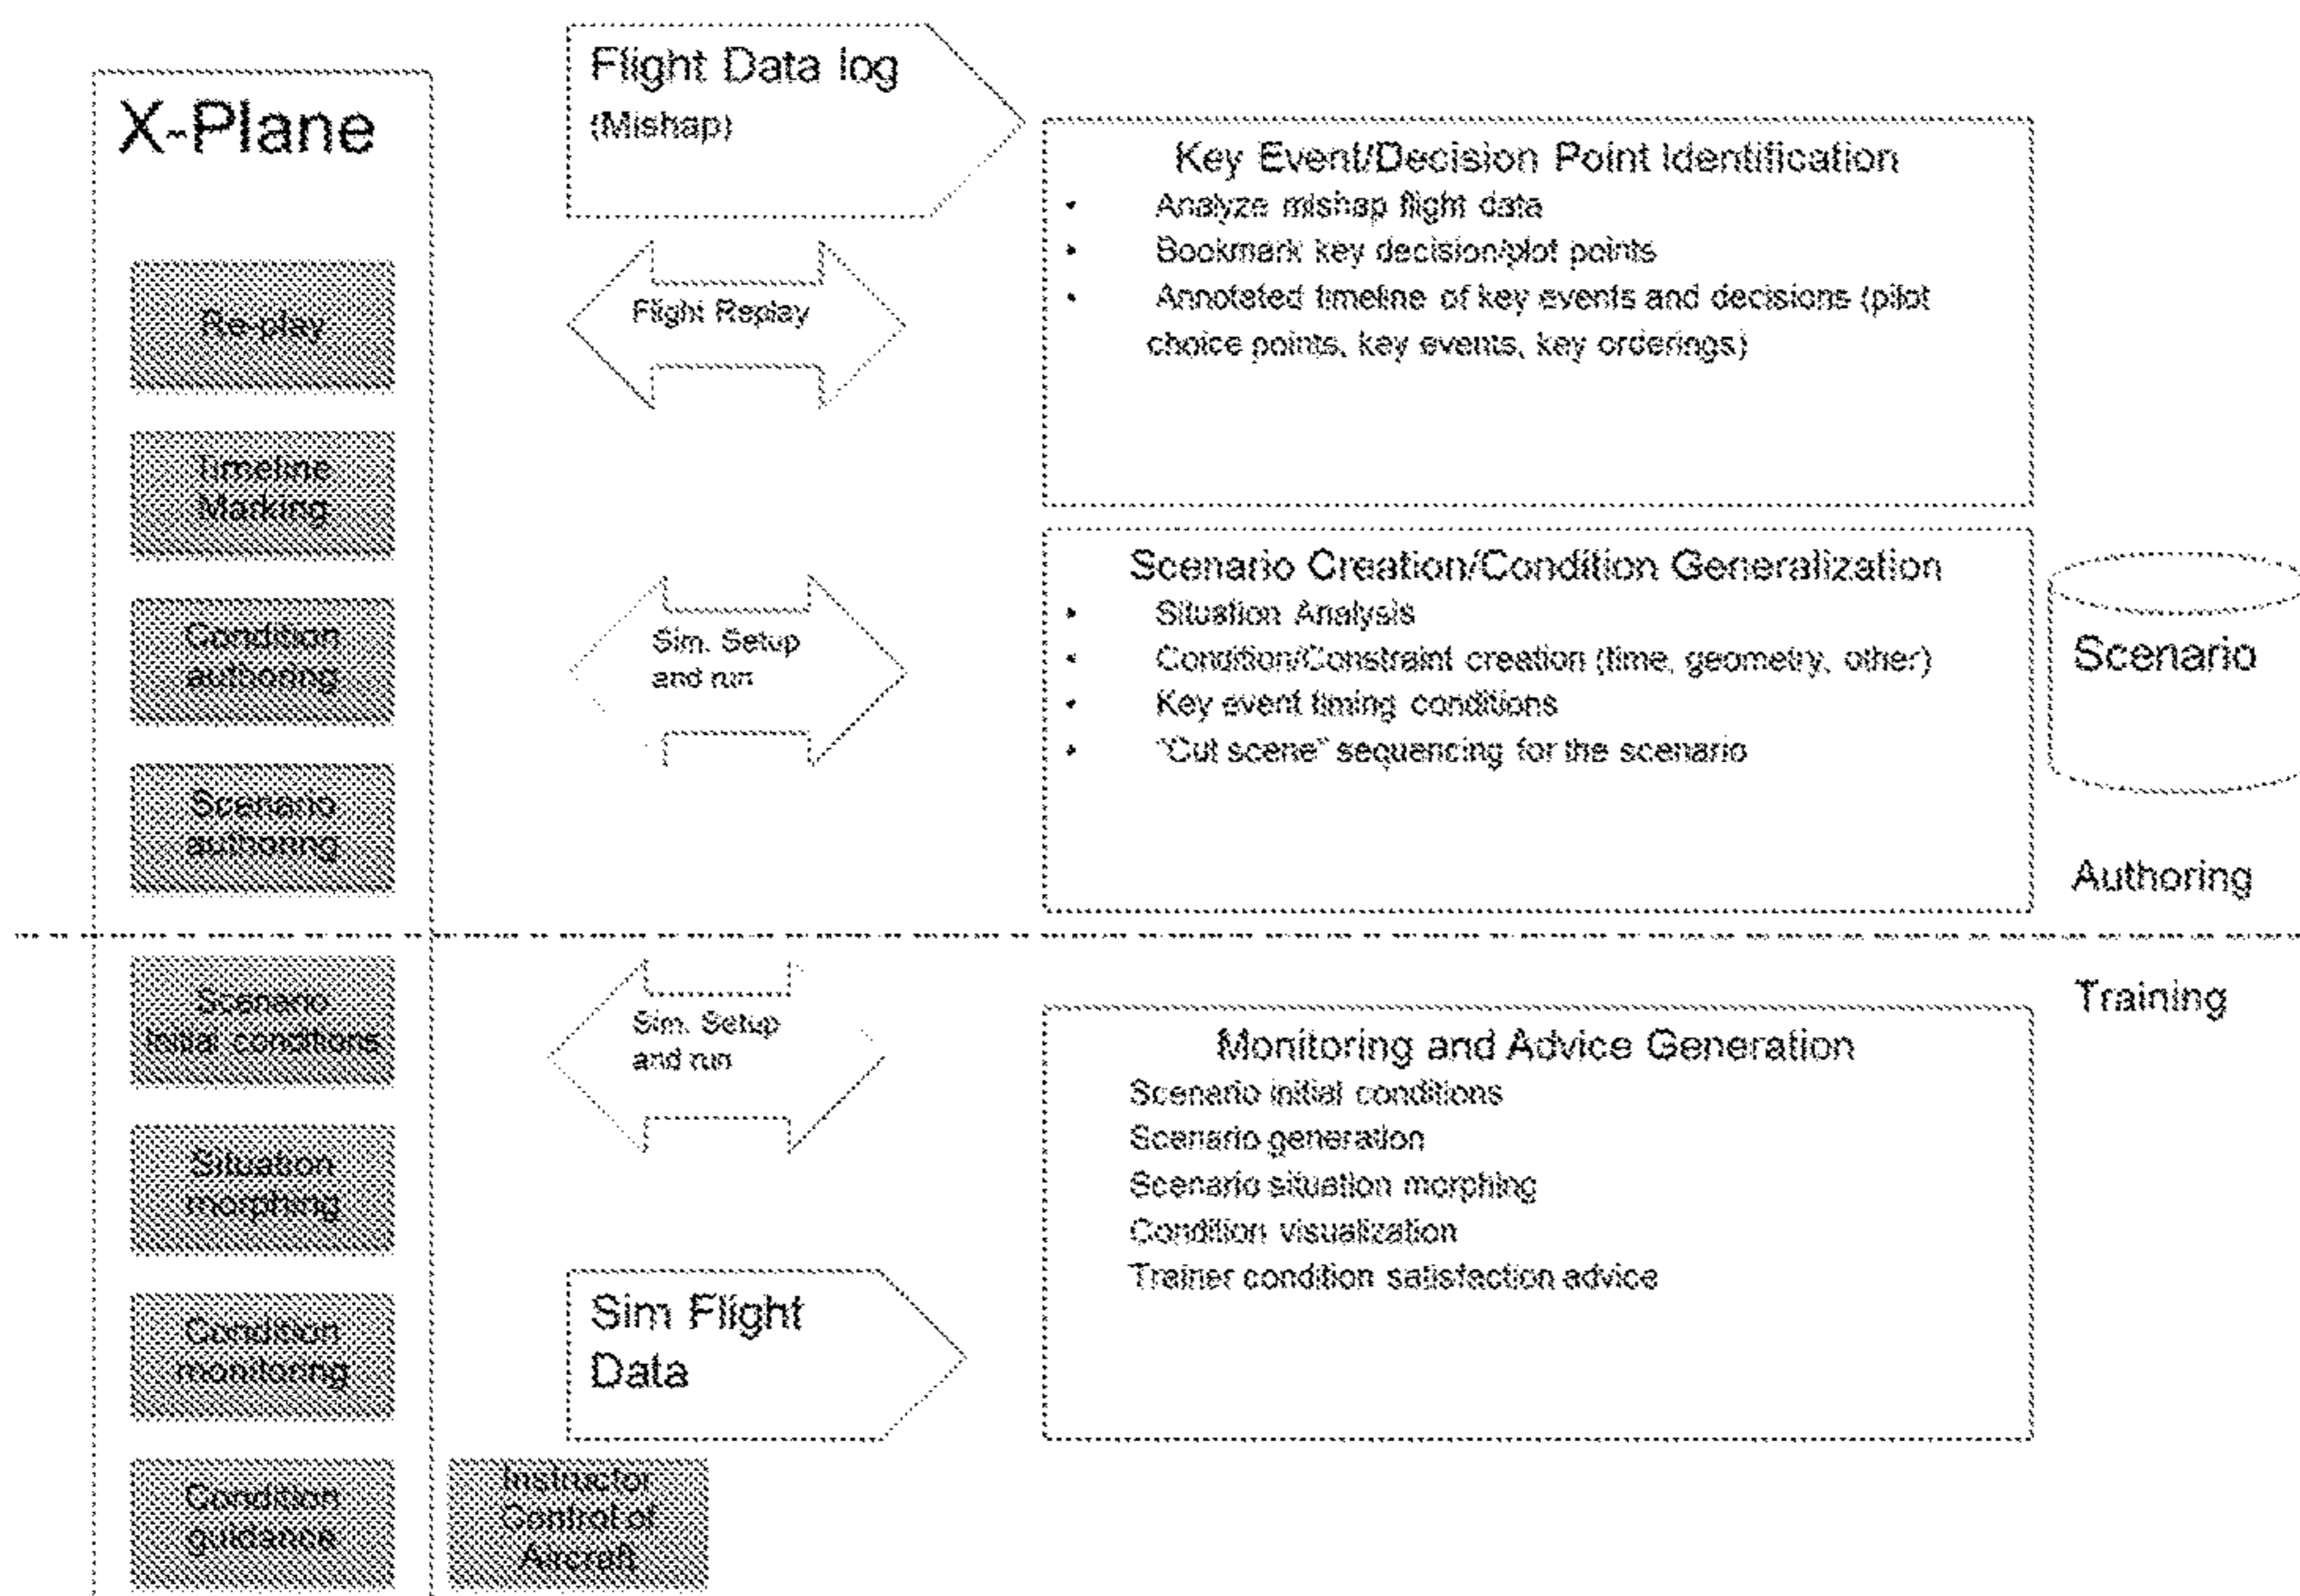 X-Plane
Re-play
Timeline
Marking
Condition
authoring
Scenario
authoring
Scenario
initial conditions
Situation
morphing
Condition
monitoring
Condition
guidance
Instructor
Control of
Aircraft
Flight Data log
(Mishap)
Flight Replay
Sim. Setup
and run
Sim. Setup
and run
Sim Flight
Data
Key Event/Decision Point Identification
• Analyze mishap flight data
• Bookmark key decision/plot points
• Annotated timeline of key events and decisions (pilot
choice points, key events, key orderings)
Scenario Creation/Condition Generalization
• Situation Analysis
• Condition/Constraint creation (time, geometry, other)
• Key event timing conditions
• "Cut scene" sequencing for the scenario
Scenario
Authoring
Training
Monitoring and Advice Generation
Scenario initial conditions
Scenario generation
Scenario situation morphing
Condition visualization
Trainer condition satisfaction advice